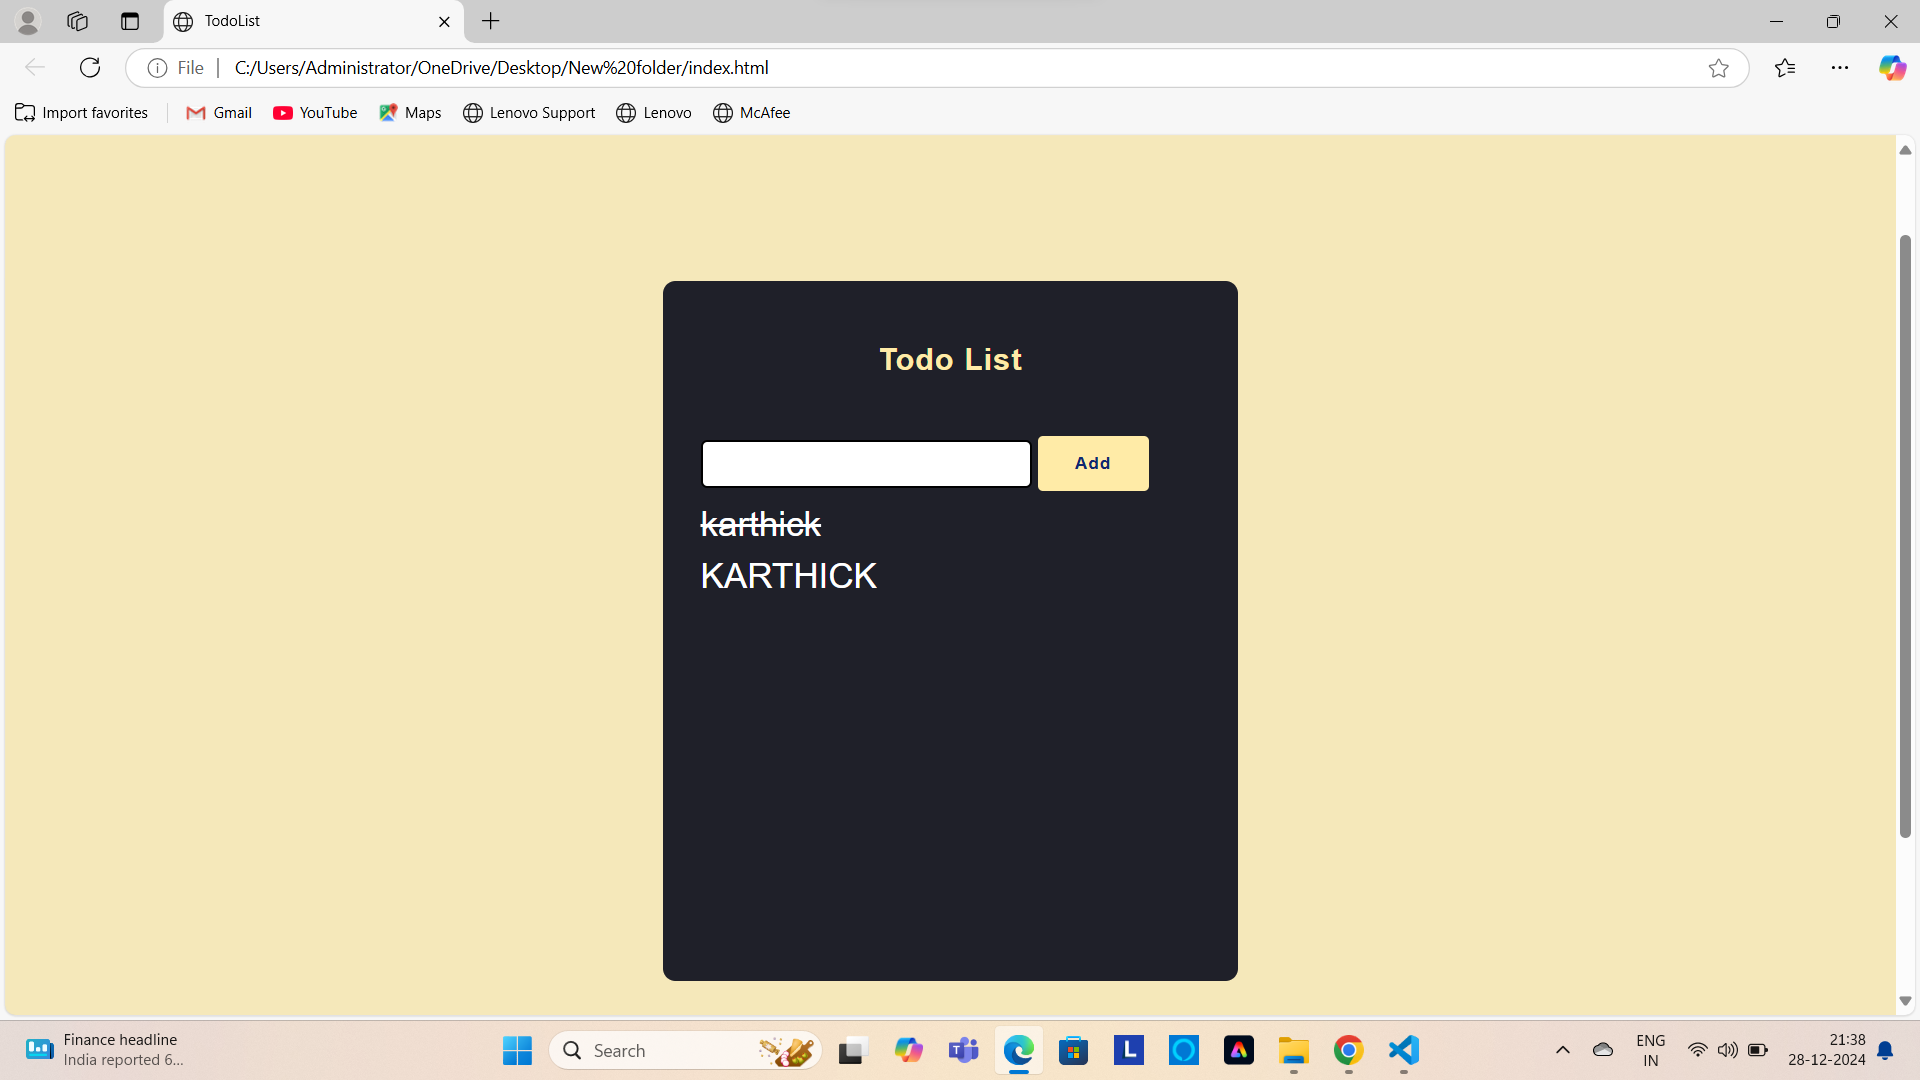 TodoList
File
C:/Users/Administrator/OneDrive/Desktop/New%20folder/index.html
Import favorites
Gmail
YouTube
Maps
Lenovo Support
Lenovo
McAfee
Todo List
Add
karthick
KARTHICK
Finance headline
India reported 6...
Search
L
ENG
IN
21:38
28-12-2024